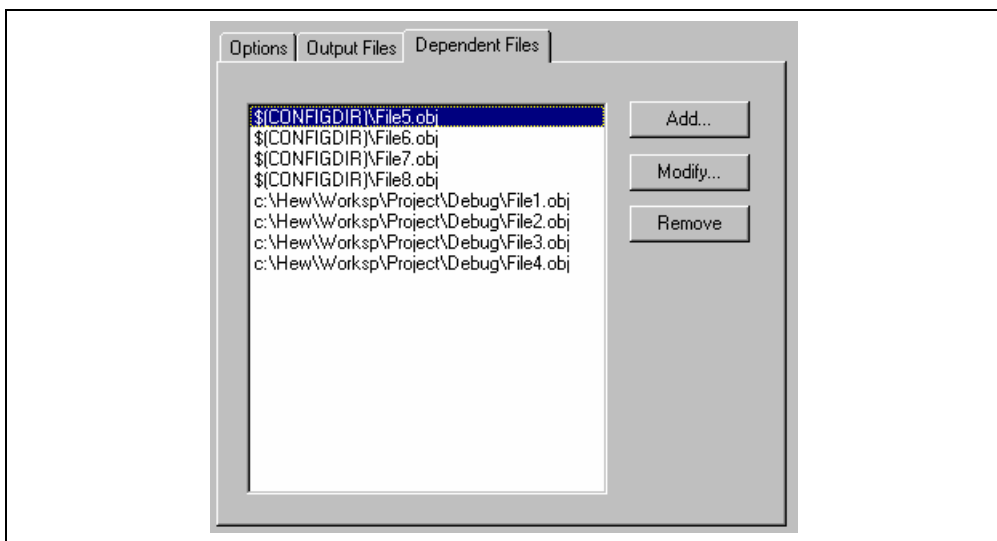 Options Output Files Dependent Files
$(CONFIGDIR)\File5.obj
$(CONFIGDIR)\File6.obj
$(CONFIGDIR)\File7.obj
$(CONFIGDIR)\File8.obj
c:\Hew\Worksp\Project\Debug\File1.obj
c:\Hew\Worksp\Project\Debug\File2.obj
c:\Hew\Worksp\Project\Debug\File3.obj
c:\Hew\Worksp\Project\Debug\File4.obj
Add...
Modify...
Remove